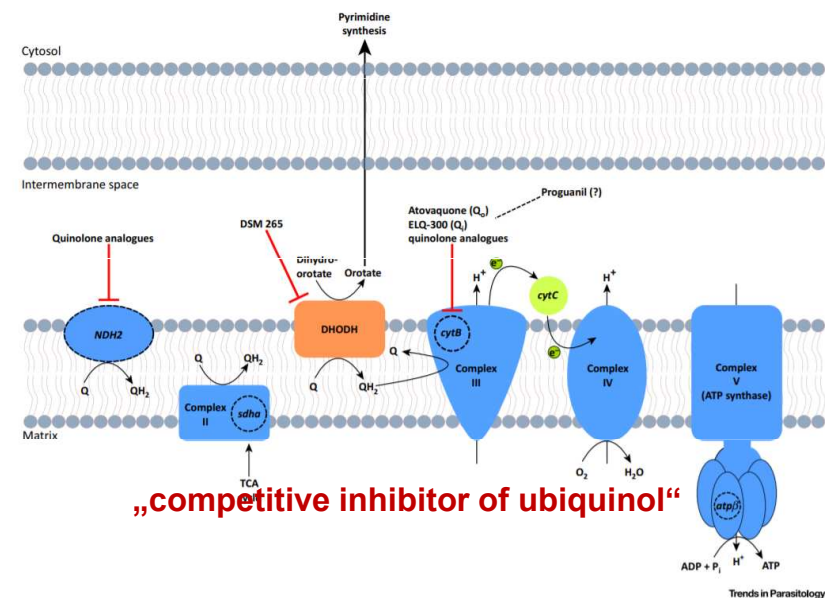 Pyrimidine
synthesis
Cytosol
Intermembrane space
Proguanil (?)
Atovaquone (Qo)
ELQ-300 (Qi)
quinolone analogues
DSM 265
Quinolone analogues
Dihydro-
orotate
Orotate
H+
e–
cytC
H+
NDH2
DHODH
cytB
Q
Complex
III
e–
Complex
IV
Complex
V
(ATP synthase)
Q
QH2
Q
QH2
Q
QH2
Complex
II
sdha
Matrix
O2
H2O
TCA
„competitive inhibitor of ubiquinol“
atpβ
ADP + Pi
H+
ATP
Trends in Parasitology